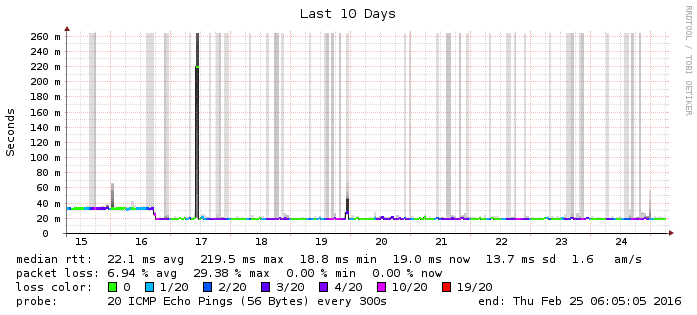 Last 10 Days
RRDTOOL / TOBI OETIKER
Seconds
260 m
240 m
220 m
200 m
180 m
160 m
140 m
120 m
100 m
80 m
60 m
40 m
20 m
0
15 16 17 18 19 20 21 22 23 24
median rtt: 22.1 ms avg 219.5 ms max 18.8 ms min 19.0 ms now 13.7 ms sd 1.6 am/s
packet loss: 6.94 % avg 29.38 % max 0.00 % min 0.00 % now
loss color: 0 1/20 2/20 3/20 4/20 10/20 19/20
probe: 20 ICMP Echo Pings (56 Bytes) every 300s end: Thu Feb 25 06:05:05 2016